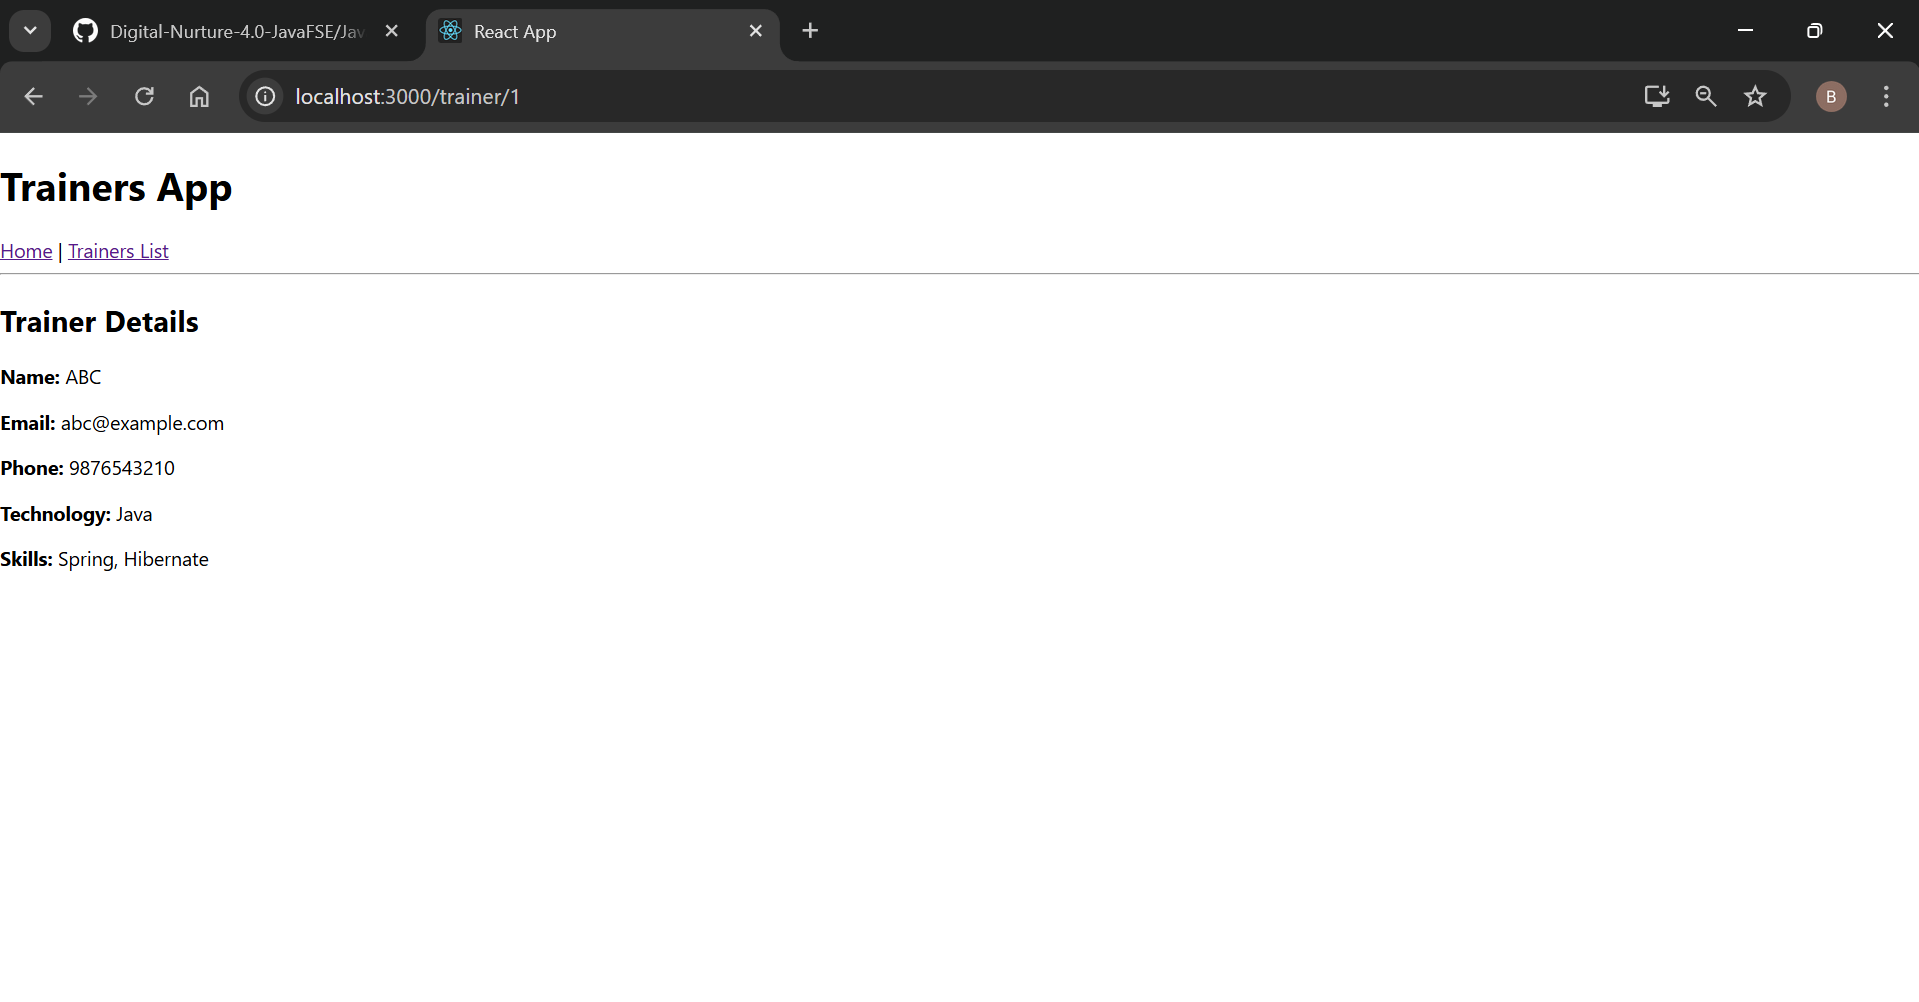 Digital-Nurture-4.0-JavaFSE/Jav
React App
localhost:3000/trainer/1
B
Trainers App
Home | Trainers List
Trainer Details
Name: ABC
Email: abc@example.com
Phone: 9876543210
Technology: Java
Skills: Spring, Hibernate